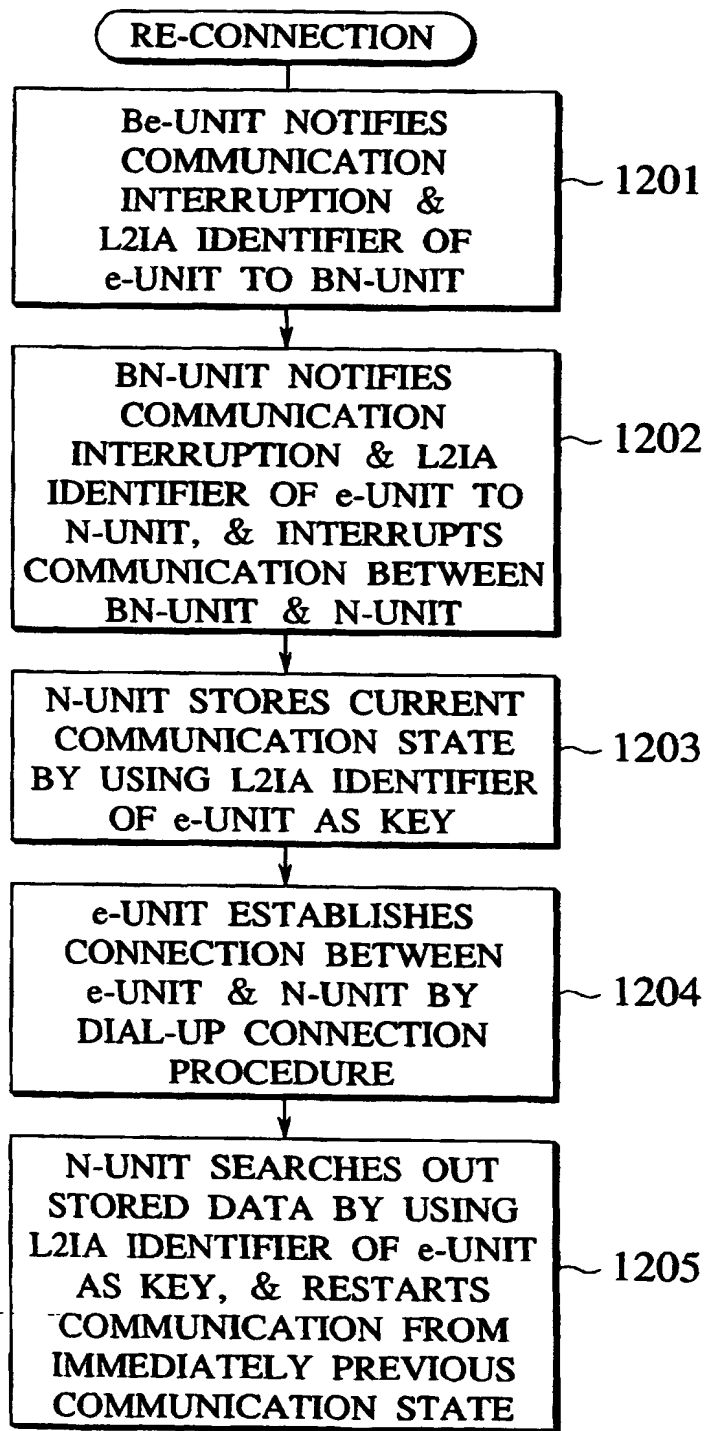 RE-CONNECTION
Be-UNIT NOTIFIES
COMMUNICATION
INTERRUPTION &
L2IA IDENTIFIER OF
e-UNIT TO BN-UNIT
1201
BN-UNIT NOTIFIES
COMMUNICATION
INTERRUPTION & L2IA
IDENTIFIER OF e-UNIT TO
N-UNIT, & INTERRUPTS
COMMUNICATION BETWEEN
BN-UNIT & N-UNIT
1202
N-UNIT STORES CURRENT
COMMUNICATION STATE
BY USING L2IA IDENTIFIER
OF e-UNIT AS KEY
1203
e-UNIT ESTABLISHES
CONNECTION BETWEEN
e-UNIT & N-UNIT BY
DIAL-UP CONNECTION
PROCEDURE
1204
N-UNIT SEARCHES OUT
STORED DATA BY USING
L2IA IDENTIFIER OF e-UNIT
AS KEY, & RESTARTS
COMMUNICATION FROM
IMMEDIATELY PREVIOUS
COMMUNICATION STATE
1205